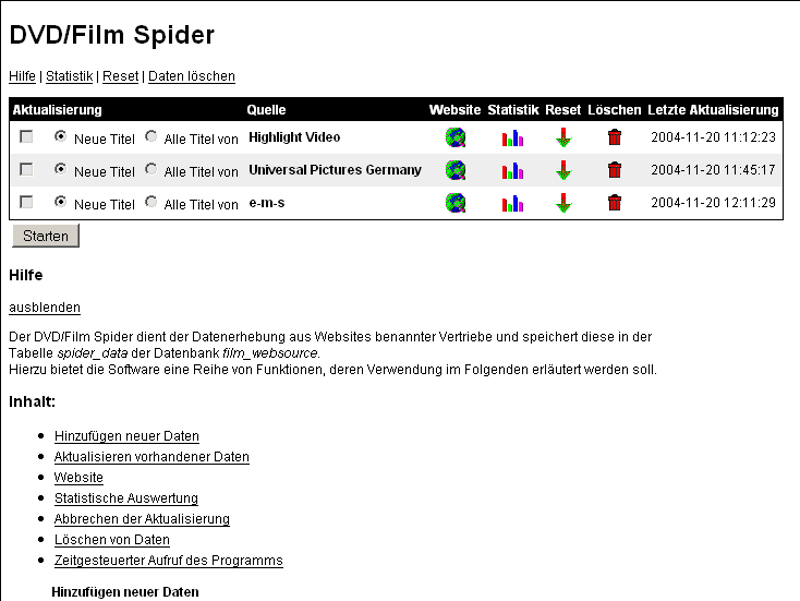 DVD/Film Spider
Hilfe | Statistik | Reset | Daten löschen
Aktualisierung Quelle Website Statistik Reset Löschen Letzte Aktualisierung
Neue Titel Alle Titel von Highlight Video 2004-11-20 11:12:23
Neue Titel Alle Titel von Universal Pictures Germany 2004-11-20 11:45:17
Neue Titel Alle Titel von e-m-s 2004-11-20 12:11:29
Starten
Hilfe
ausblenden
Der DVD/Film Spider dient der Datenerhebung aus Websites benannter Vertriebe und speichert diese in der
Tabelle spider_data der Datenbank film_websource.
Hierzu bietet die Software eine Reihe von Funktionen, deren Verwendung im Folgenden erläutert werden soll.
Inhalt:
• Hinzufügen neuer Daten
• Aktualisieren vorhandener Daten
• Website
• Statistische Auswertung
• Abbrechen der Aktualisierung
• Löschen von Daten
• Zeitgesteuerter Aufruf des Programms
Hinzufügen neuer Daten